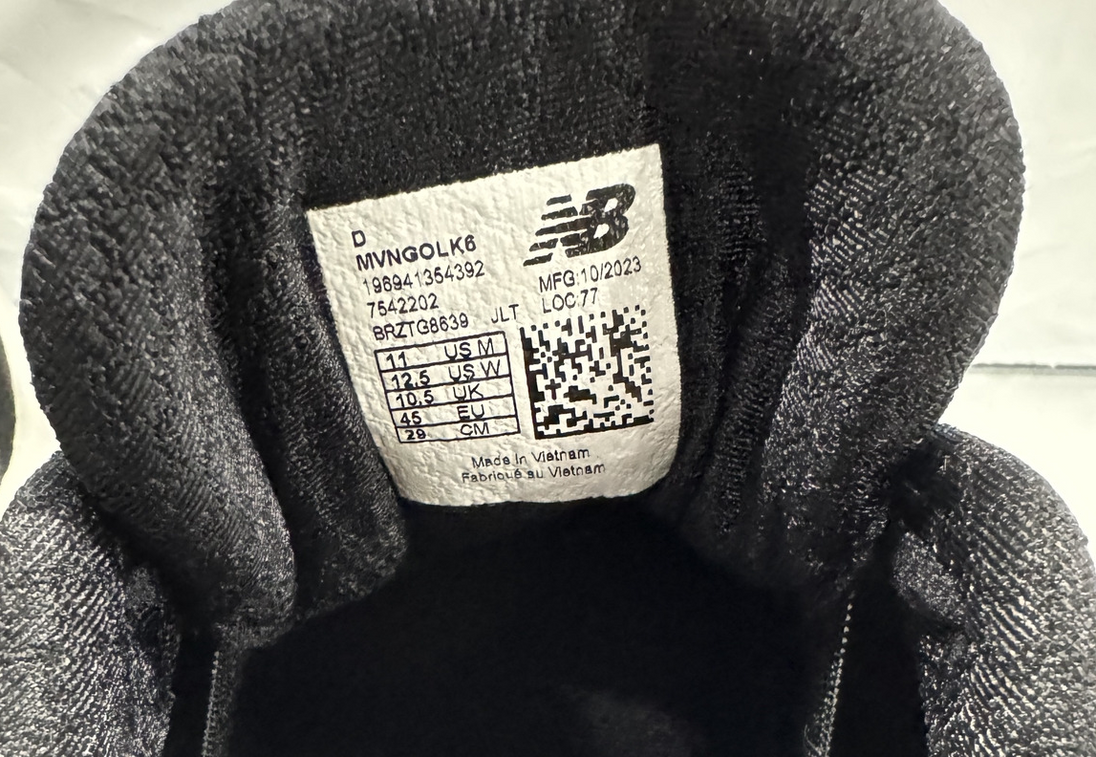 D
MVNGOLK6
196941354392
7542202
BRZTG8639 JLT
NB
MFG:10/2023
LOC:77
11 US M
12.5 US W
10.5 UK
45 EU
29 CM
Made In Vietnam
Fabriqué au Vietnam